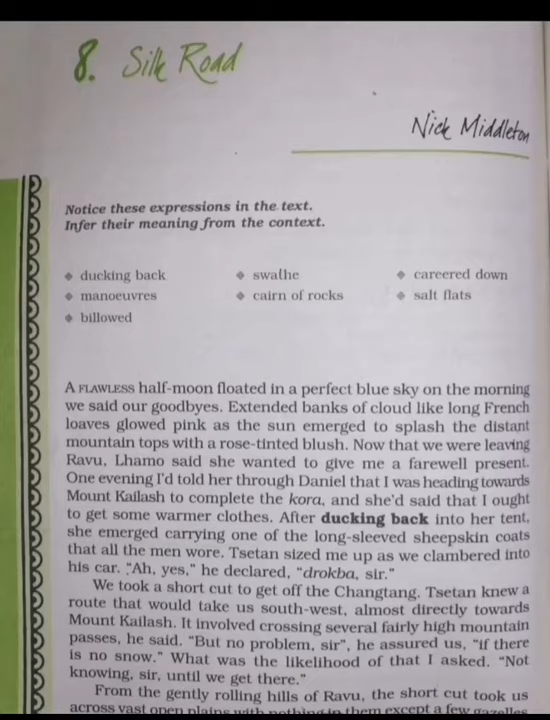 8. Silk Road
Nick Middleton
Notice these expressions in the text.
Infer their meaning from the context.
ducking back
swathe
careered down
manoeuvres
cairn of rocks
salt flats
billowed
A FLAWLESS half-moon floated in a perfect blue sky on the morning
we said our goodbyes. Extended banks of cloud like long French
loaves glowed pink as the sun emerged to splash the distant
mountain tops with a rose-tinted blush. Now that we were leaving
Ravu, Lhamo said she wanted to give me a farewell present.
One evening I'd told her through Daniel that I was heading towards
Mount Kailash to complete the kora, and she'd said that I ought
to get some warmer clothes. After ducking back into her tent,
she emerged carrying one of the long-sleeved sheepskin coats
that all the men wore. Tsetan sized me up as we clambered into
his car. "Ah, yes," he declared, "drokba, sir."
We took a short cut to get off the Changtang. Tsetan knew a
route that would take us south-west, almost directly towards
Mount Kailash. It involved crossing several fairly high mountain
passes, he said. "But no problem, sir", he assured us, "if there
is no snow." What was the likelihood of that I asked. "Not
knowing, sir, until we get there."
From the gently rolling hills of Ravu, the short cut took us
across vast open plains with nothing in them except a few gazelles